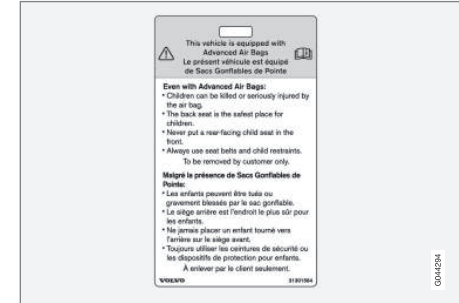 This vehicle is equipped with
Advanced Air Bags
Le présent véhicule est équipé
de Sacs Gonflables de Pointe
Even with Advanced Air Bags:
• Children can be killed or seriously injured by
the air bag.
• The back seat is the safest place for
children.
• Never put a rear-facing child seat in the
front.
• Always use seat belts and child restraints.
To be removed by customer only.
Malgré la présence de Sacs Gonflables de
Pointe:
• Les enfants peuvent être tués ou
gravement blessés par le sac gonflable.
• Le siège arrière est l'endroit le plus sûr pour
les enfants.
• Ne jamais placer un enfant tourné vers
l'arrière sur le siège avant.
• Toujours utiliser les ceintures de sécurité ou
les dispositifs de protection pour enfants.
À enlever par le client seulement.
VOLVO 31301564
G044294